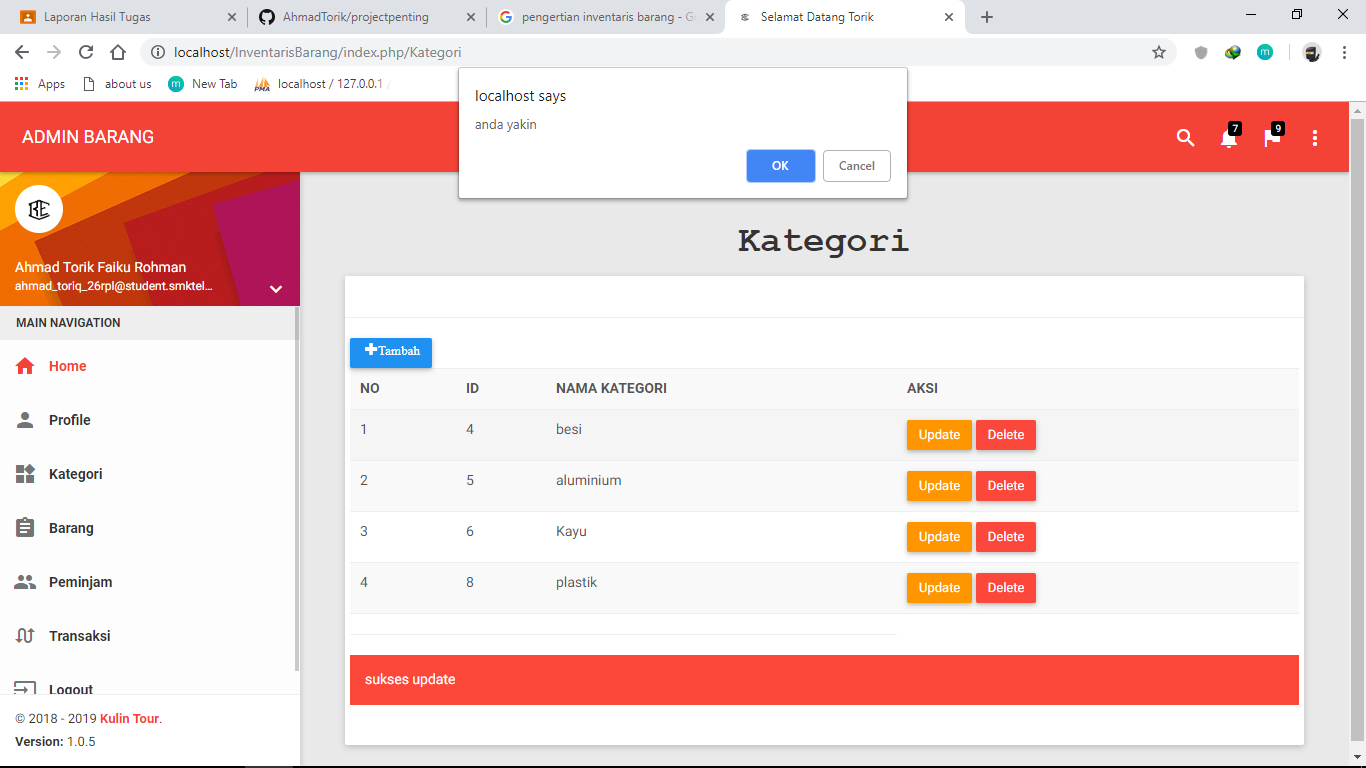 Laporan Hasil Tugas
AhmadTorik/projectpenting
pengertian inventaris barang - G
Selamat Datang Torik
localhost/InventarisBarang/index.php/Kategori
Apps
about us
m
New Tab
PMA
localhost / 127.0.0.1 /
m
localhost says
anda yakin
OK
Cancel
ADMIN BARANG
7
9
Ahmad Torik Faiku Rohman
ahmad_toriq_26rpl@student.smktel...
MAIN NAVIGATION
Home
Profile
Kategori
Barang
Peminjam
Transaksi
Logout
© 2018 - 2019 Kulin Tour.
Version: 1.0.5
Kategori
Tambah
NO ID NAMA KATEGORI AKSI
1 4 besi Update Delete
2 5 aluminium Update Delete
3 6 Kayu Update Delete
4 8 plastik Update Delete
sukses update